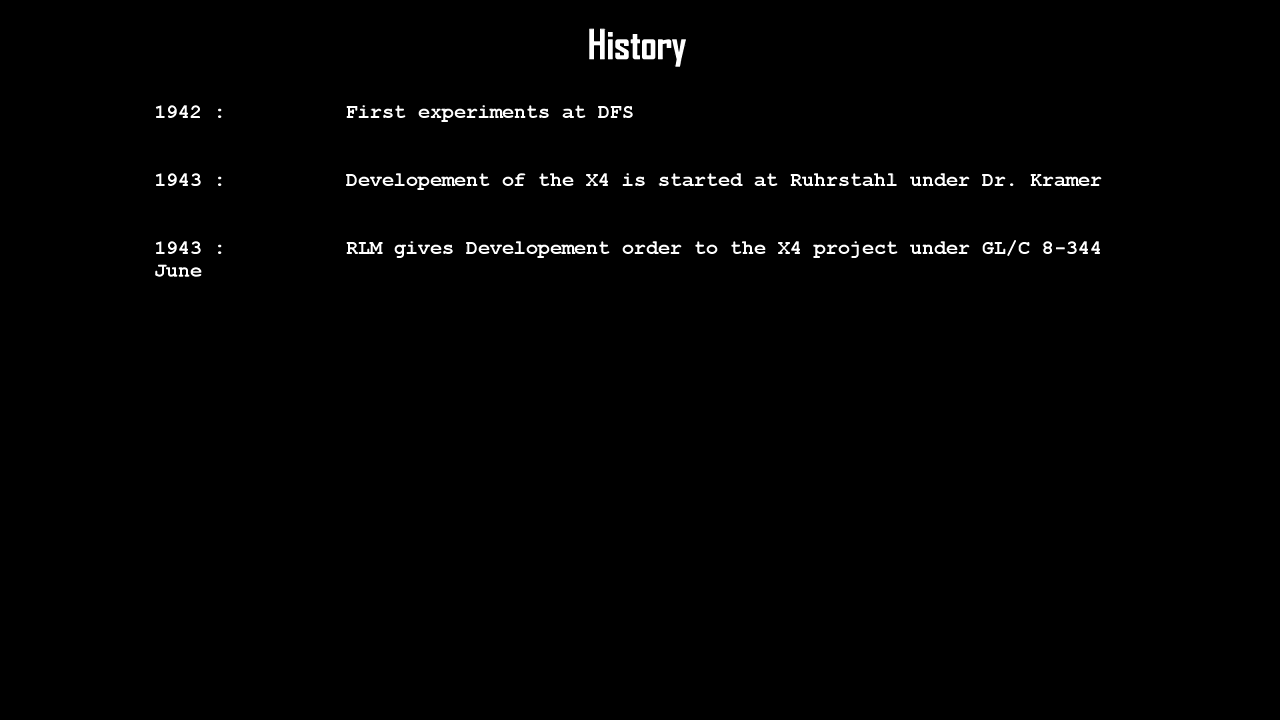 History
1942 : First experiments at DFS
1943 : Developement of the X4 is started at Ruhrstahl under Dr. Kramer
1943 : RLM gives Developement order to the X4 project under GL/C 8-344
June